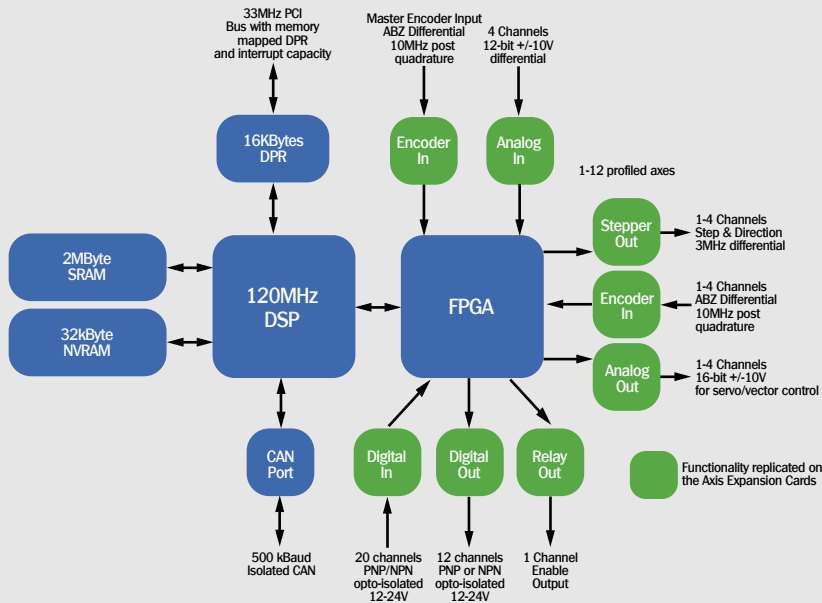 33MHz PCI
Bus with memory
mapped DPR
and interrupt capacity
Master Encoder Input
ABZ Differential
10MHz post
quadrature
4 Channels
12-bit +/-10V
differential
16KBytes
DPR
Encoder
In
Analog
In
1-12 profiled axes
2MByte
SRAM
32kByte
NVRAM
120MHz
DSP
FPGA
Stepper
Out
1-4 Channels
Step & Direction
3MHz differential
Encoder
In
1-4 Channels
ABZ Differential
10MHz post
quadrature
Analog
Out
1-4 Channels
16-bit +/-10V
for servo/vector control
CAN
Port
Digital
In
Digital
Out
Relay
Out
Functionality replicated on
the Axis Expansion Cards
500 kBaud
Isolated CAN
20 channels
PNP/NPN
opto-isolated
12-24V
12 channels
PNP or NPN
opto-isolated
12-24V
1 Channel
Enable
Output